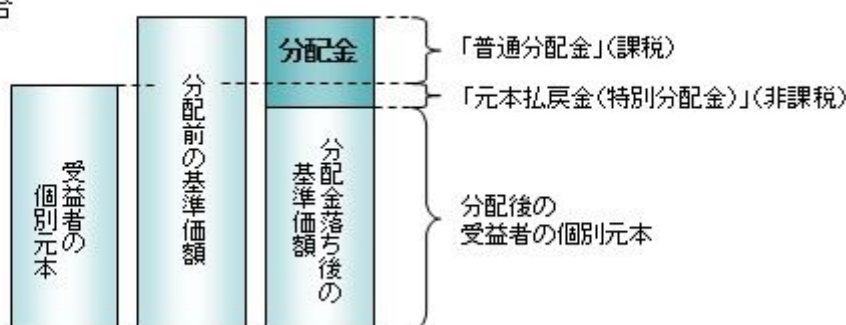 受益者の
個別元本
分配前の基準価額
分配金
分配金落ち後の
基準価額
「普通分配金」(課税)
「元本払戻金(特別分配金)」(非課税)
分配後の
受益者の個別元本